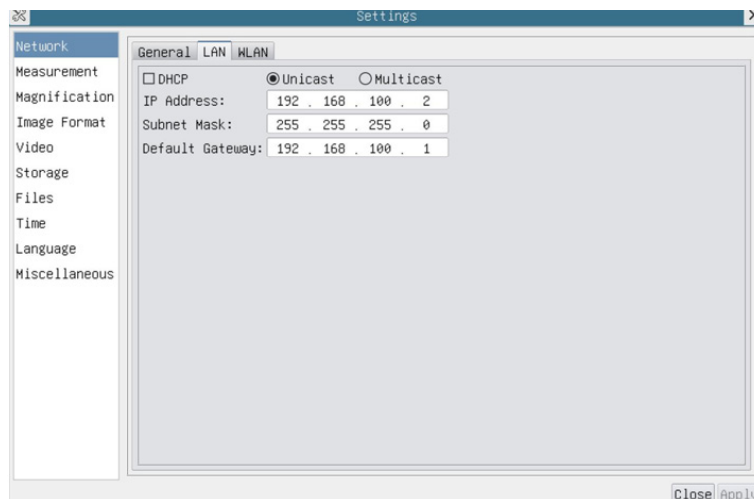 Settings
Network
Measurement
Magnification
Image Format
Video
Storage
Files
Time
Language
Miscellaneous
General LAN WLAN
DHCP Unicast Multicast
IP Address: 192 . 168 . 100 . 2
Subnet Mask: 255 . 255 . 255 . 0
Default Gateway: 192 . 168 . 100 . 1
Close Apply